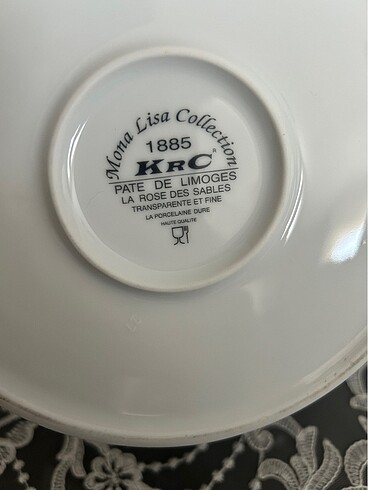 Mona Lisa Collection
1885
KRC®
PATE DE LIMOGES
LA ROSE DES SABLES
TRANSPARENTE ET FINE
LA PORCELAINE DURE
HAUTE QUALITE